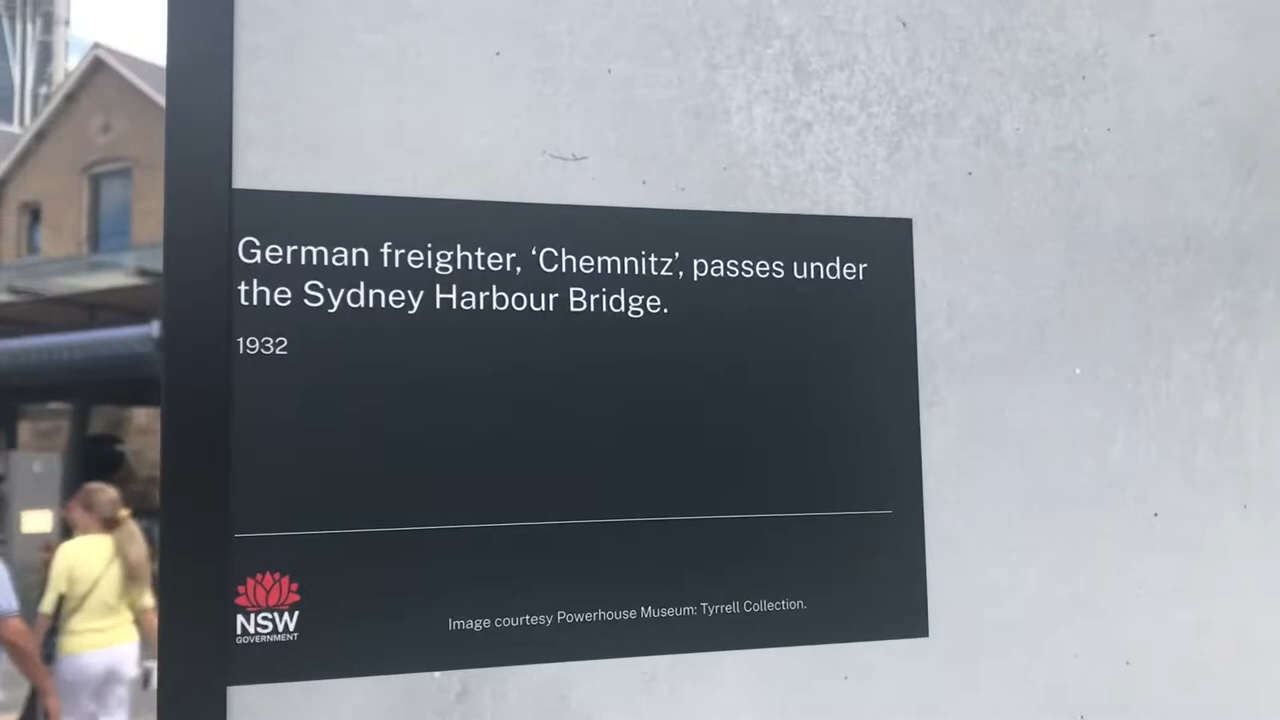 German freighter, ‘Chemnitz’, passes under
the Sydney Harbour Bridge.
1932
NSW
GOVERNMENT
Image courtesy Powerhouse Museum: Tyrrell Collection.